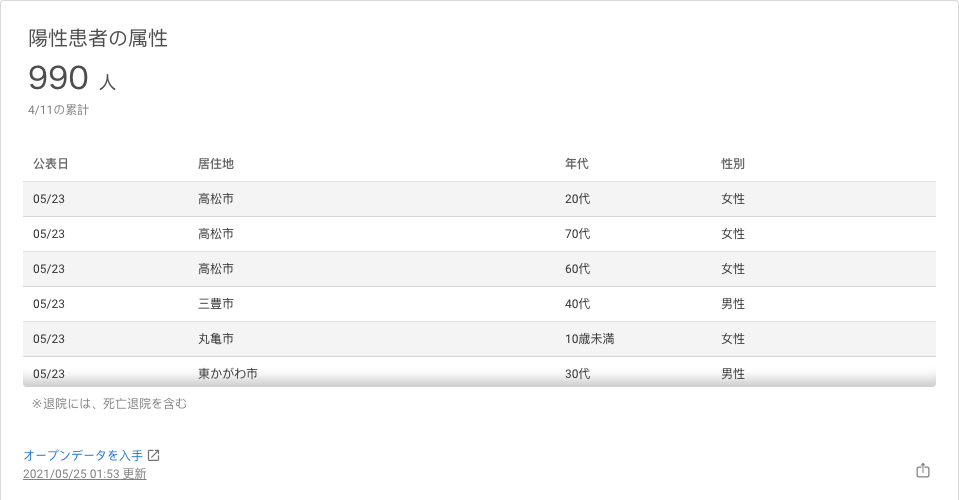 陽性患者の属性
990 人
4/11の累計
公表日 居住地 年代 性別
05/23 高松市 20代 女性
05/23 高松市 70代 女性
05/23 高松市 60代 女性
05/23 三豊市 40代 男性
05/23 丸亀市 10歳未満 女性
05/23 東かがわ市 30代 男性
※退院には、死亡退院を含む
オープンデータを入手
2021/05/25 01:53 更新